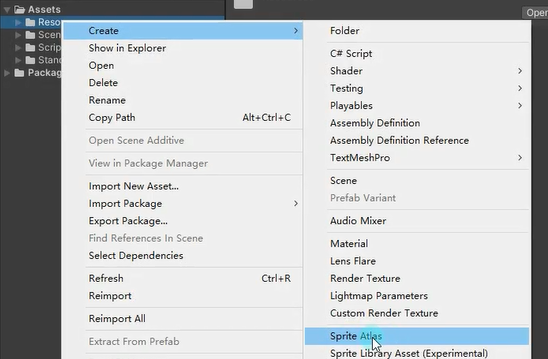 Assets
Reso
Scen
Scrip
Stand
Packa
Open
Create
Show in Explorer
Open
Delete
Rename
Copy Path Alt+Ctrl+C
Open Scene Additive
View in Package Manager
Import New Asset...
Import Package
Export Package...
Find References In Scene
Select Dependencies
Refresh Ctrl+R
Reimport
Reimport All
Extract From Prefab
Folder
C# Script
Shader
Testing
Playables
Assembly Definition
Assembly Definition Reference
TextMeshPro
Scene
Prefab Variant
Audio Mixer
Material
Lens Flare
Render Texture
Lightmap Parameters
Custom Render Texture
Sprite Atlas
Sprite Library Asset (Experimental)